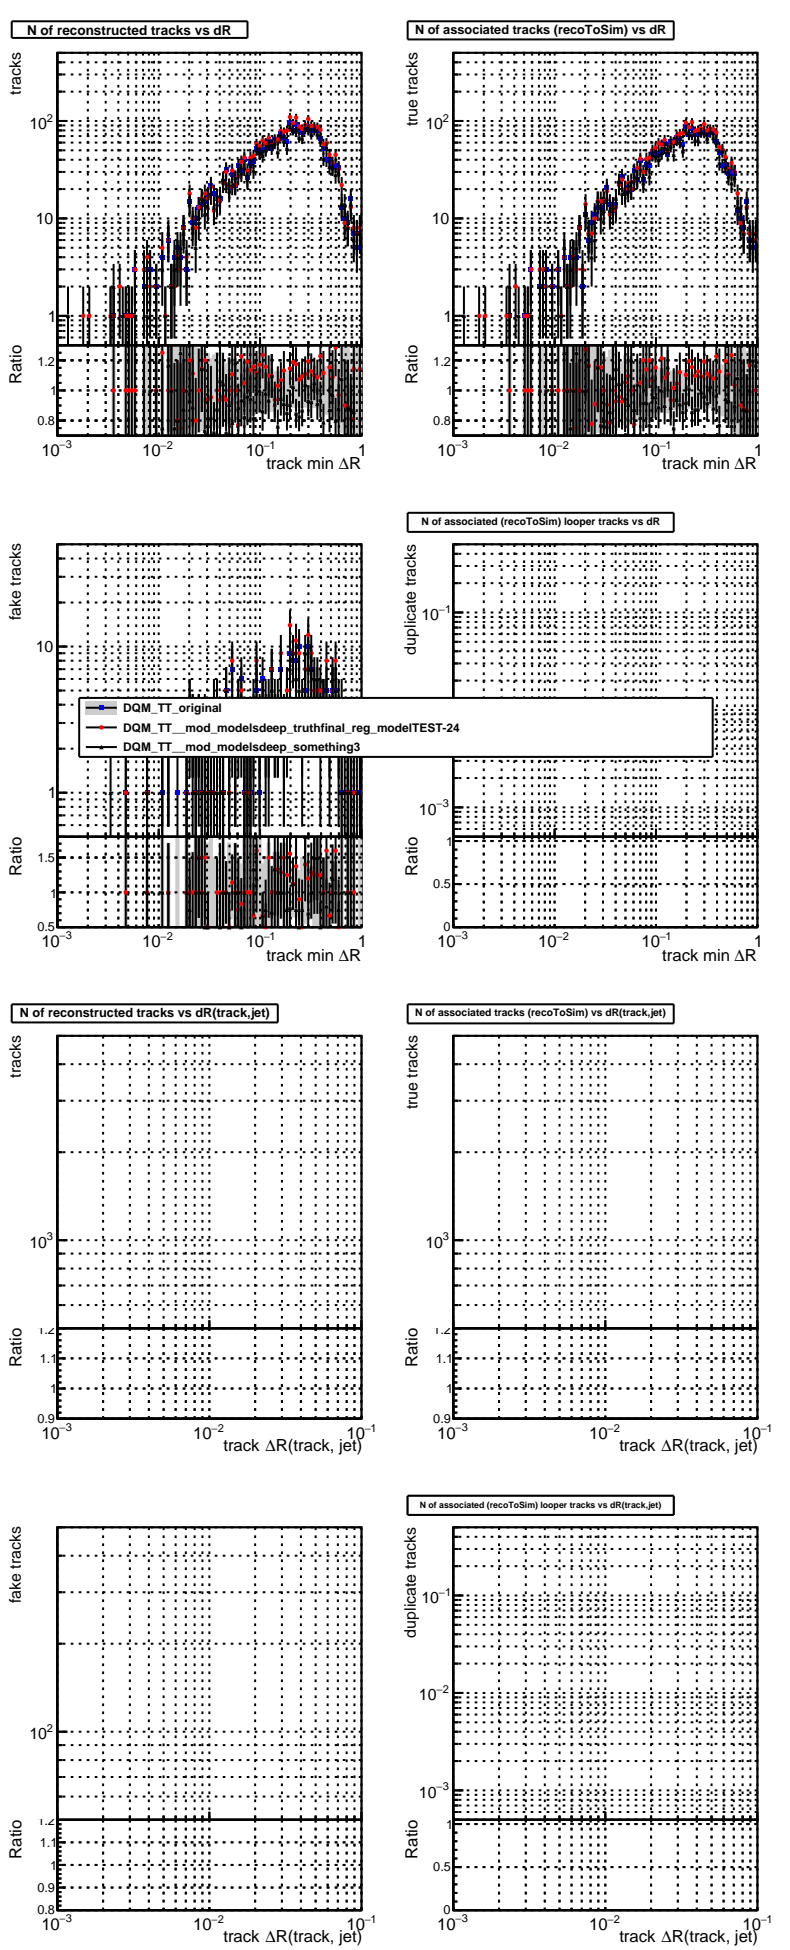 N of reconstructed tracks vs dR
N of associated tracks (recoToSim) vs dR
tracks
10²
10
1
Ratio
1.2
1
0.8
10⁻³ 10⁻² 10⁻¹ 1
track min ΔR
true tracks
10²
10
1
Ratio
1.2
1
0.8
10⁻³ 10⁻² 10⁻¹ 1
track min ΔR
N of associated (recoToSim) looper tracks vs dR
fake tracks
10
1
Ratio
1.5
1
0.5
10⁻³ 10⁻² 10⁻¹ 1
track min ΔR
duplicate tracks
10⁻¹
10⁻³
Ratio
1
0.5
0
10⁻³ 10⁻² 10⁻¹ 1
track min ΔR
DQM_TT_original
DQM_TT__mod_modelsdeep_truthfinal_reg_modelTEST-24
DQM_TT__mod_modelsdeep_something3
N of reconstructed tracks vs dR(track,jet)
N of associated tracks (recoToSim) vs dR(track,jet)
tracks
10³
Ratio
1.2
1.1
1
0.9
10⁻³ 10⁻² 10⁻¹
track ΔR(track, jet)
true tracks
10³
Ratio
1.2
1.1
1
0.9
10⁻³ 10⁻² 10⁻¹
track ΔR(track, jet)
N of associated (recoToSim) looper tracks vs dR(track,jet)
fake tracks
10²
Ratio
1.2
1.1
1
0.9
0.8
10⁻³ 10⁻² 10⁻¹
track ΔR(track, jet)
duplicate tracks
10⁻¹
10⁻²
10⁻³
Ratio
1
0.5
0
10⁻³ 10⁻² 10⁻¹
track ΔR(track, jet)